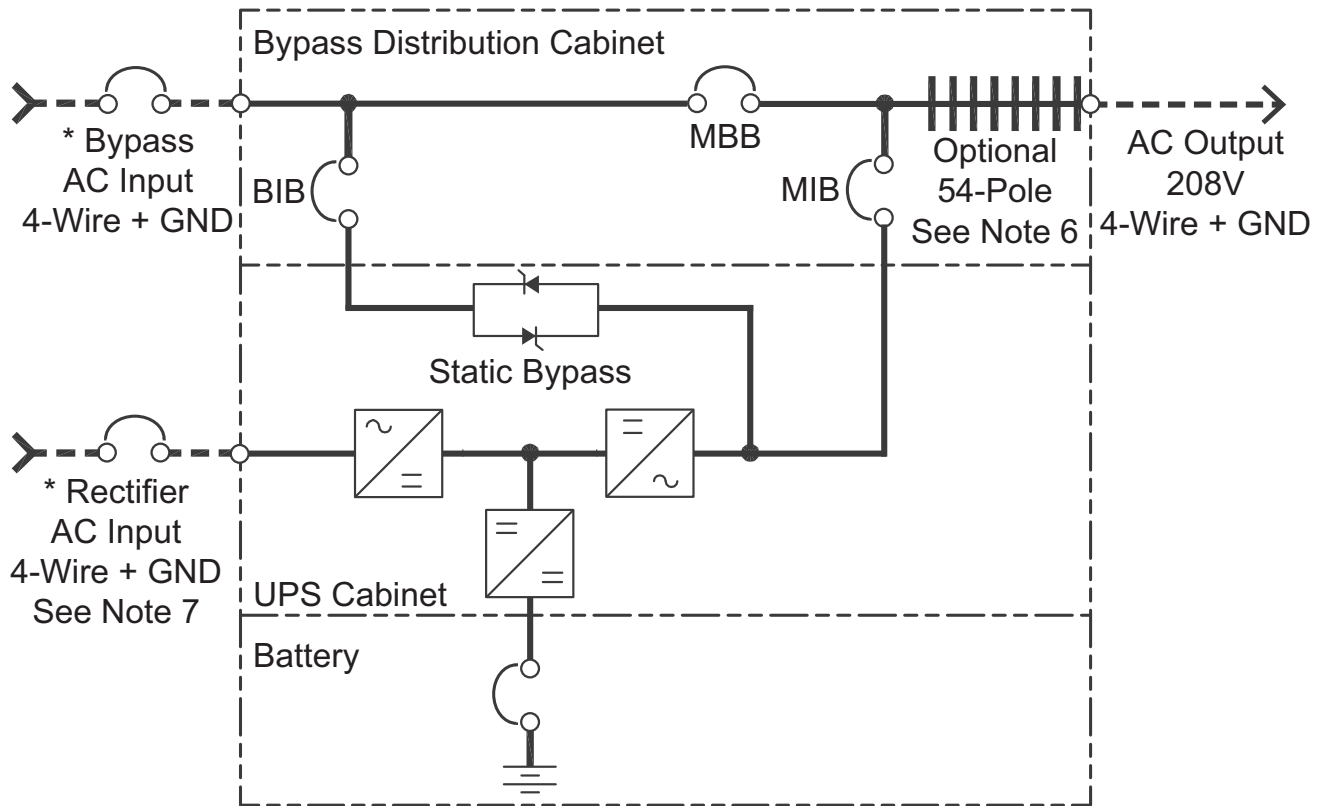 Bypass Distribution Cabinet
* Bypass
AC Input
4-Wire + GND
BIB
MBB
MIB
Optional
54-Pole
See Note 6
AC Output
208V
4-Wire + GND
Static Bypass
* Rectifier
AC Input
4-Wire + GND
See Note 7
UPS Cabinet
Battery